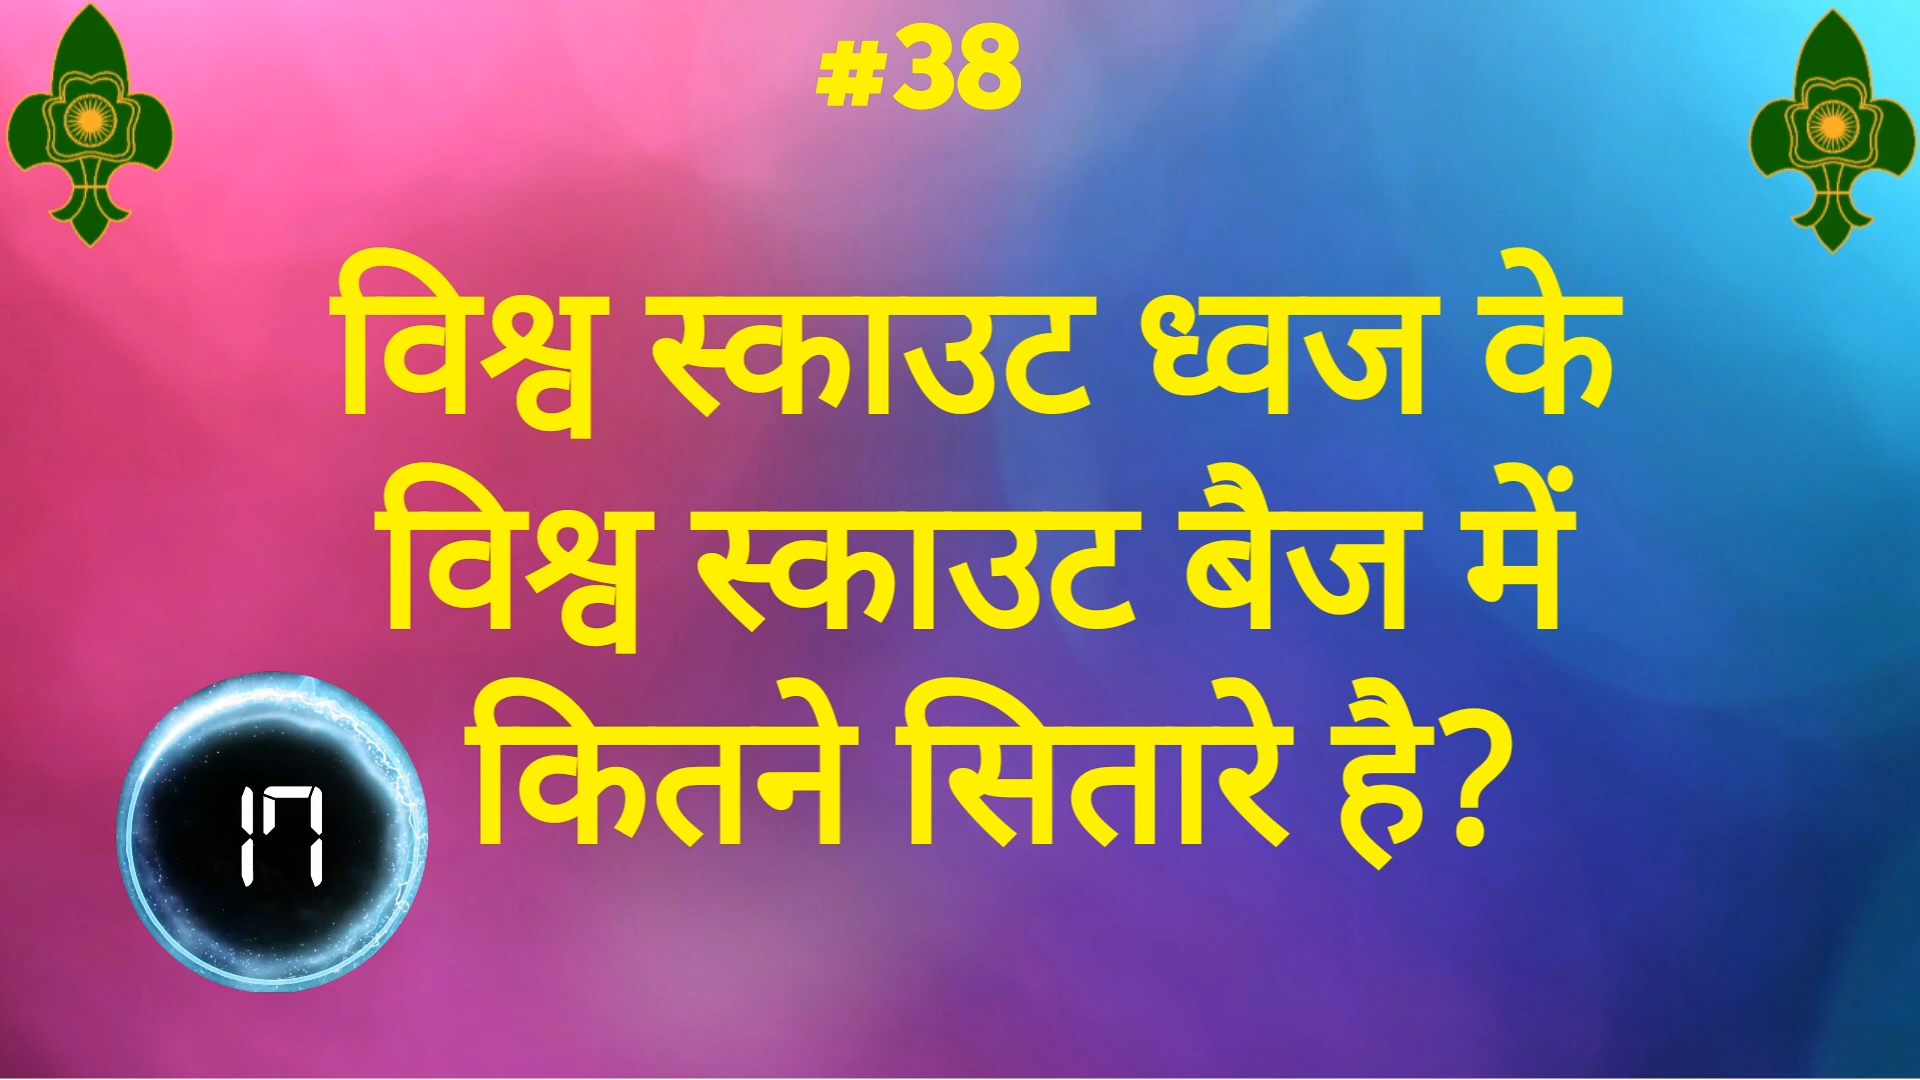 #38
विश्व स्काउट ध्वज के
विश्व स्काउट बैज में
कितने सितारे है?
17